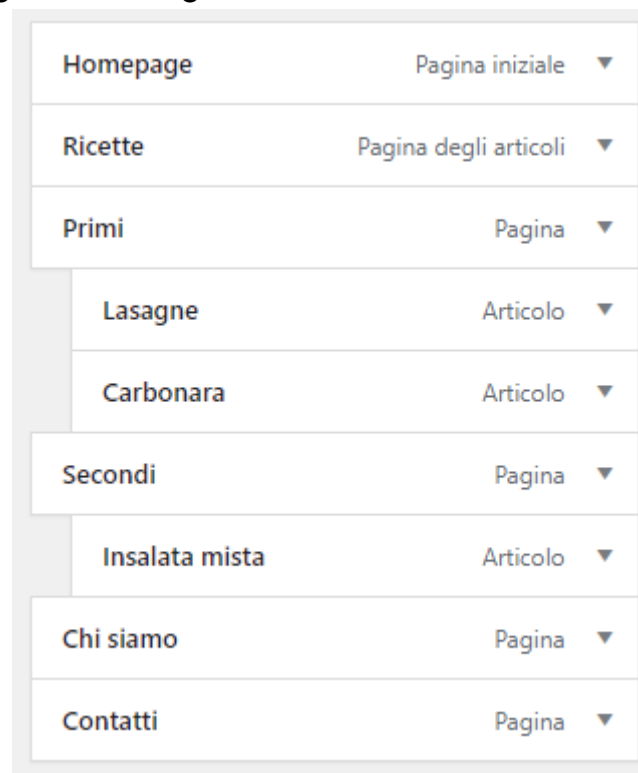 Homepage Pagina iniziale
Ricette Pagina degli articoli
Primi Pagina
Lasagne Articolo
Carbonara Articolo
Secondi Pagina
Insalata mista Articolo
Chi siamo Pagina
Contatti Pagina